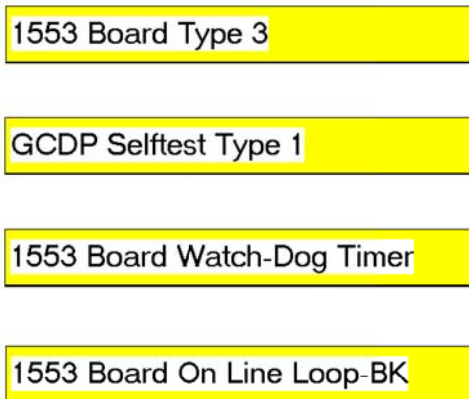 1553 Board Type 3
GCDP Selftest Type 1
1553 Board Watch-Dog Timer
1553 Board On Line Loop-BK